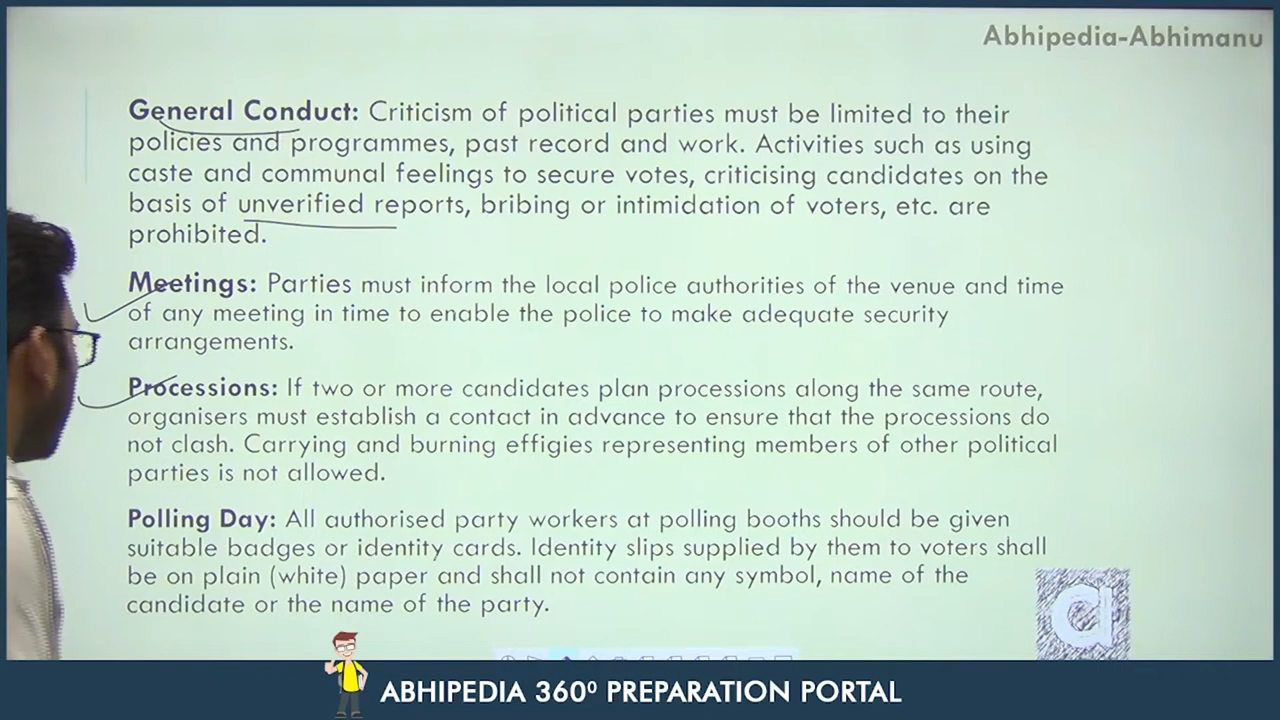 Abhipedia-Abhimanu
General Conduct: Criticism of political parties must be limited to their
policies and programmes, past record and work. Activities such as using
caste and communal feelings to secure votes, criticising candidates on the
basis of unverified reports, bribing or intimidation of voters, etc. are
prohibited.
Meetings: Parties must inform the local police authorities of the venue and time
of any meeting in time to enable the police to make adequate security
arrangements.
Processions: If two or more candidates plan processions along the same route,
organisers must establish a contact in advance to ensure that the processions do
not clash. Carrying and burning effigies representing members of other political
parties is not allowed.
Polling Day: All authorised party workers at polling booths should be given
suitable badges or identity cards. Identity slips supplied by them to voters shall
be on plain (white) paper and shall not contain any symbol, name of the
candidate or the name of the party.
a
ABHIPEDIA 360⁰ PREPARATION PORTAL